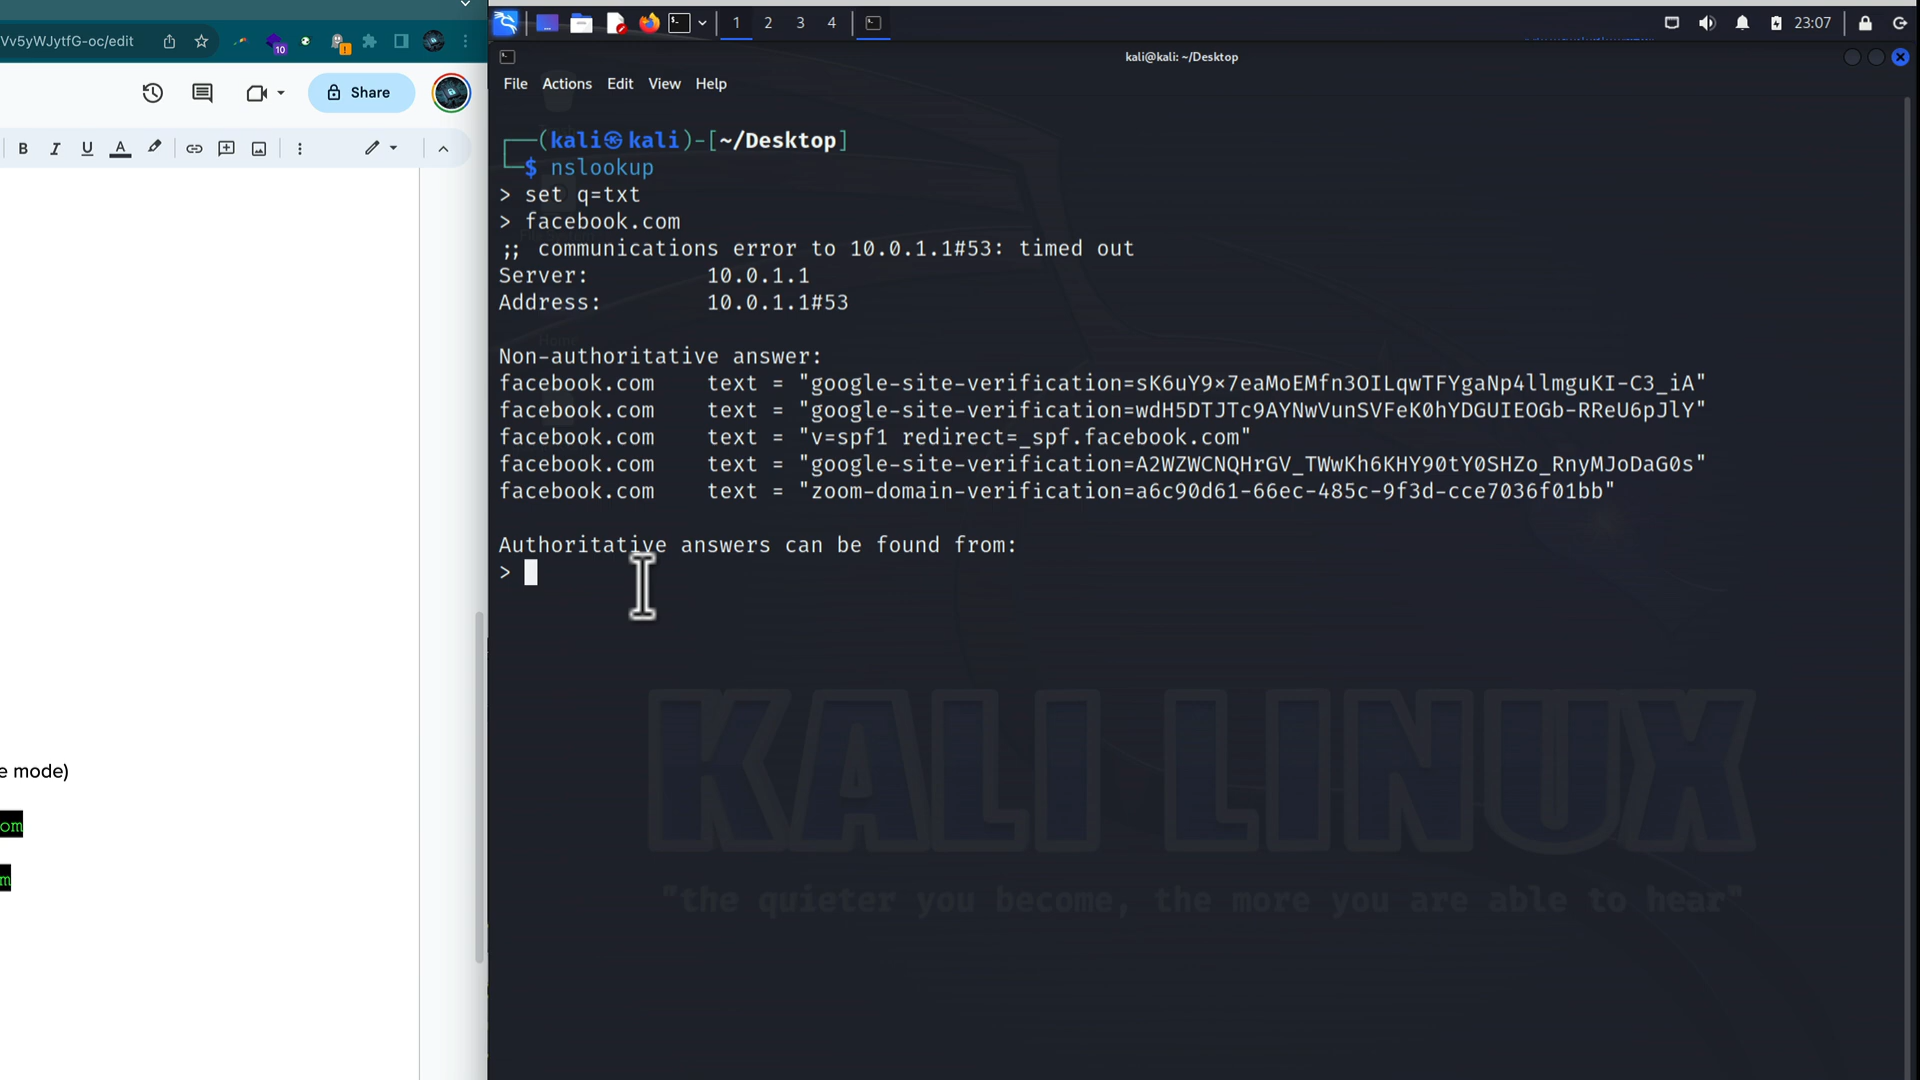 Vv5yWJytfG-oc/edit
10
Share
B I U A
e mode)
om
m
1 2 3 4
23:07
kali@kali: ~/Desktop
File Actions Edit View Help
(kali㉿kali)-[~/Desktop]
$ nslookup
> set q=txt
> facebook.com
;; communications error to 10.0.1.1#53: timed out
Server: 10.0.1.1
Address: 10.0.1.1#53
Non-authoritative answer:
facebook.com text = "google-site-verification=sK6uY9×7eaMoEMfn3OILqwTFYgaNp4llmguKI-C3_iA"
facebook.com text = "google-site-verification=wdH5DTJTc9AYNwVunSVFeK0hYDGUIEOGb-RReU6pJlY"
facebook.com text = "v=spf1 redirect=_spf.facebook.com"
facebook.com text = "google-site-verification=A2WZWCNQHrGV_TWwKh6KHY90tY0SHZo_RnyMJoDaG0s"
facebook.com text = "zoom-domain-verification=a6c90d61-66ec-485c-9f3d-cce7036f01bb"
Authoritative answers can be found from:
>
KALI LINUX
"the quieter you become, the more you are able to hear"